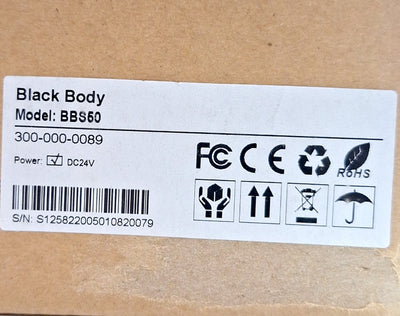 Black Body
Model: BBS50
300-000-0089
Power: ☑ DC24V
FC CE
RoHS
S/N: S125822005010820079